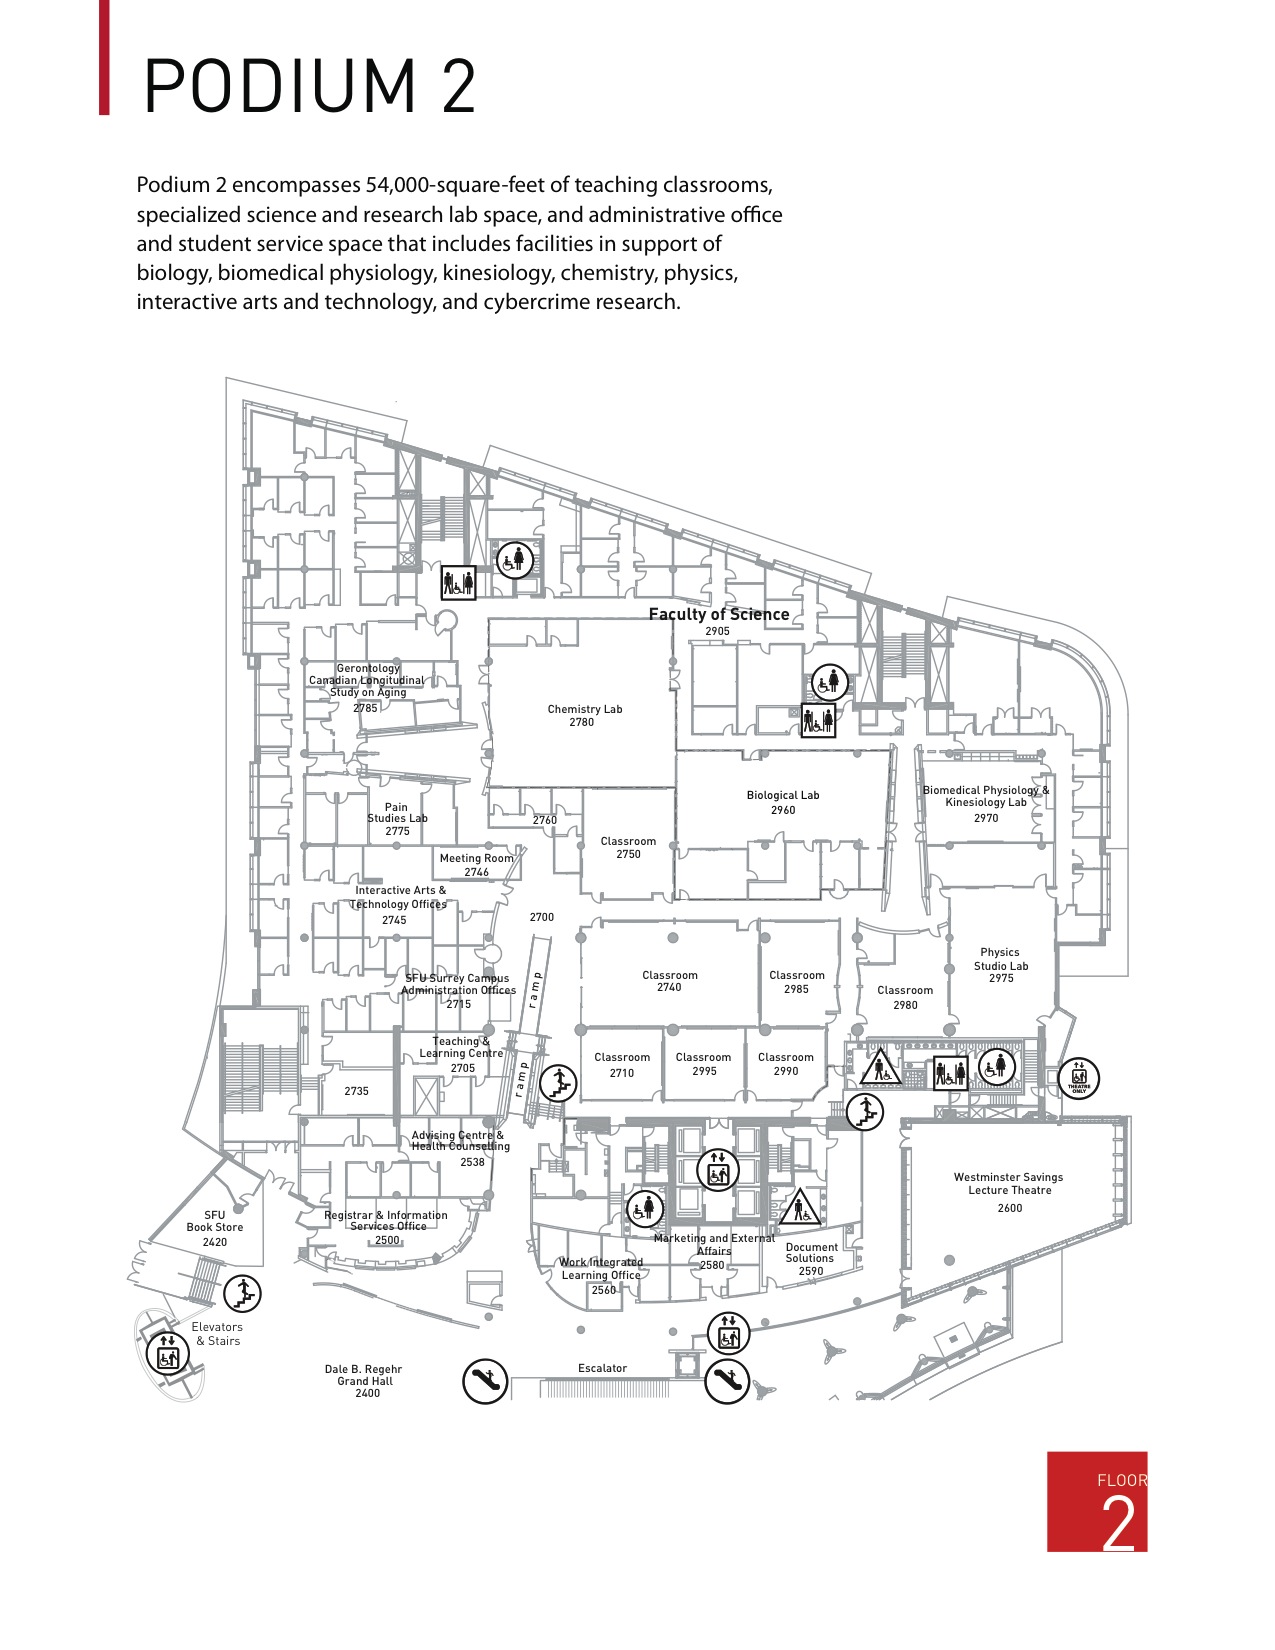 PODIUM 2
Podium 2 encompasses 54,000-square-feet of teaching classrooms,
specialized science and research lab space, and administrative office
and student service space that includes facilities in support of
biology, biomedical physiology, kinesiology, chemistry, physics,
interactive arts and technology, and cybercrime research.
Faculty of Science
2905
Gerontology
Canadian Longitudinal
Study on Aging
2785
Chemistry Lab
2780
Biological Lab
2960
Biomedical Physiology &
Kinesiology Lab
2970
Pain
Studies Lab
2775
2760
Classroom
2750
Meeting Room
2746
Interactive Arts &
Technology Offices
2745
2700
ramp
SFU Surrey Campus
Administration Offices
2715
Classroom
2740
Classroom
2985
Classroom
2980
Physics
Studio Lab
2975
Teaching &
Learning Centre
2705
ramp
Classroom
2710
Classroom
2995
Classroom
2990
THEATRE
ONLY
2735
Advising Centre &
Health Counselling
2538
Westminster Savings
Lecture Theatre
2600
SFU
Book Store
2420
Registrar & Information
Services Office
2500
Marketing and External
Affairs
2580
Document
Solutions
2590
Work Integrated
Learning Office
2560
Elevators
& Stairs
Dale B. Regehr
Grand Hall
2400
Escalator
FLOOR
2